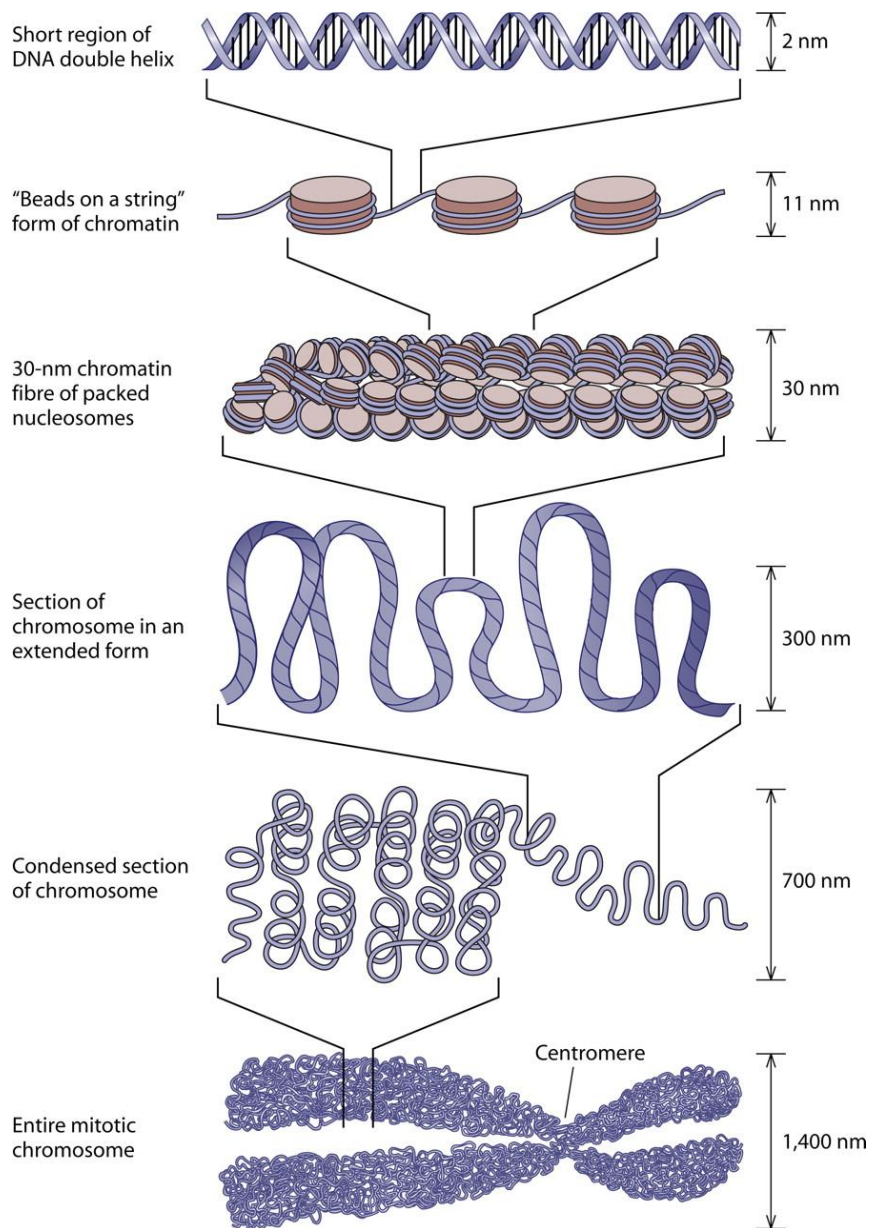 Short region of
DNA double helix
2 nm
“Beads on a string”
form of chromatin
11 nm
30-nm chromatin
fibre of packed
nucleosomes
30 nm
Section of
chromosome in an
extended form
300 nm
Condensed section
of chromosome
700 nm
Centromere
Entire mitotic
chromosome
1,400 nm